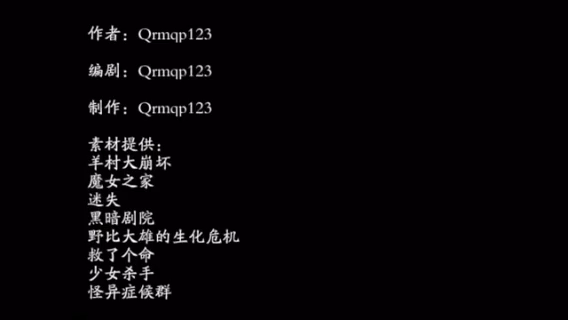 作者：Qrmqp123
编剧：Qrmqp123
制作：Qrmqp123
素材提供：
羊村大崩坏
魔女之家
迷失
黑暗剧院
野比大雄的生化危机
救了个命
少女杀手
怪异症候群